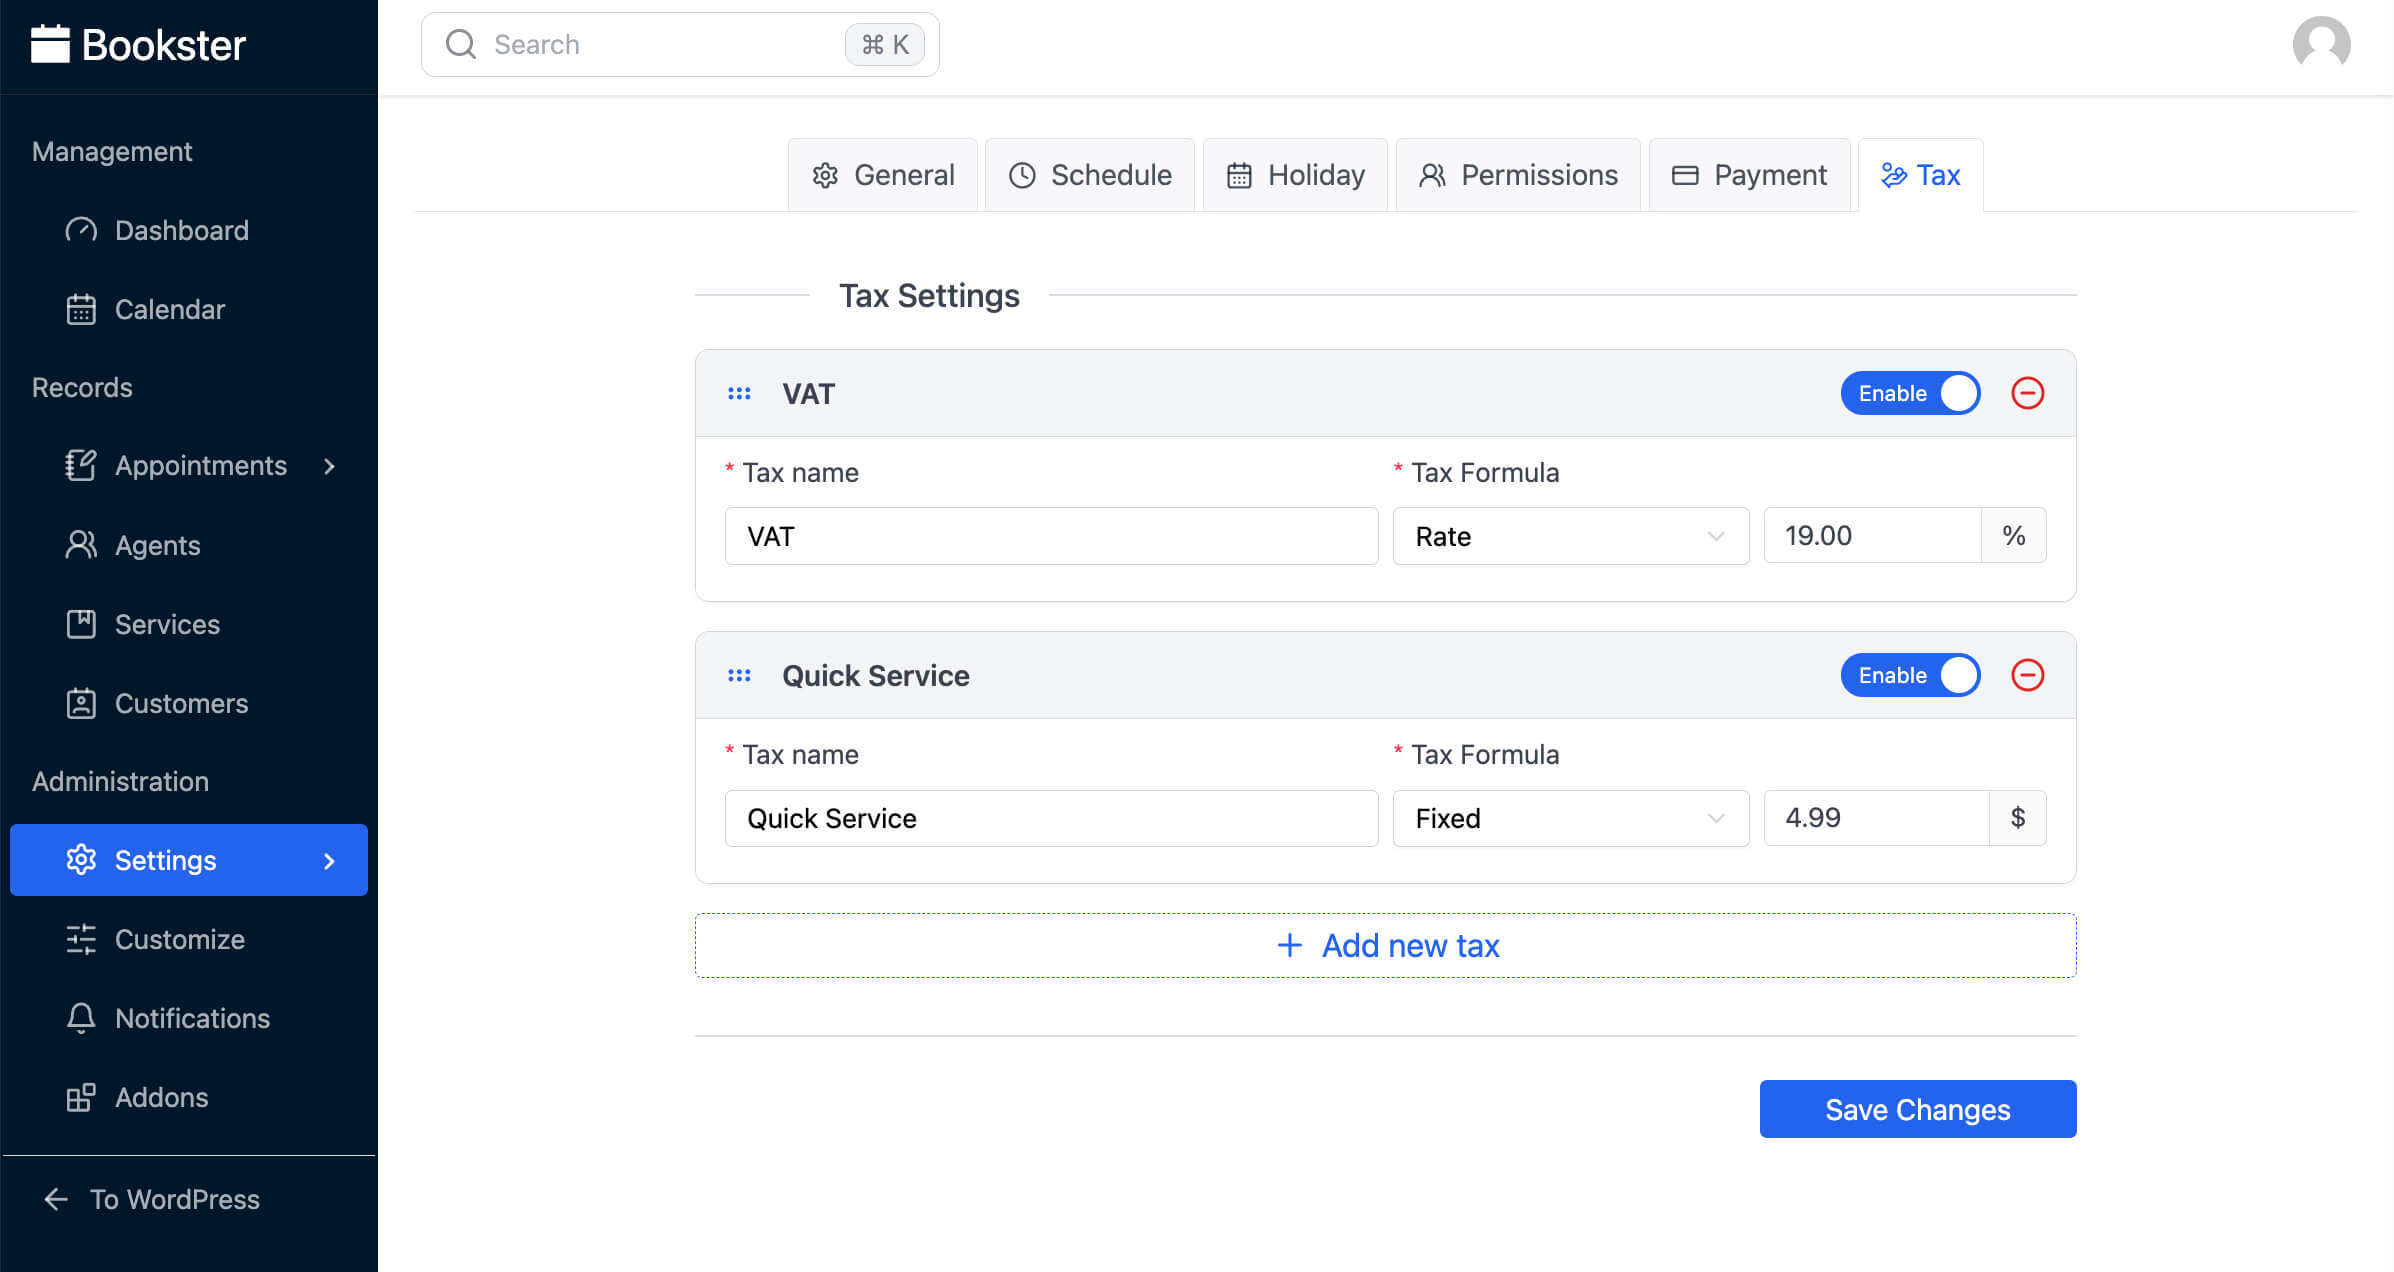 Bookster
Search
⌘ K
Management
Dashboard
Calendar
Records
Appointments
Agents
Services
Customers
Administration
Settings
Customize
Notifications
Addons
To WordPress
General
Schedule
Holiday
Permissions
Payment
Tax
Tax Settings
VAT
Enable
* Tax name
* Tax Formula
VAT
Rate
19.00
%
Quick Service
Enable
* Tax name
* Tax Formula
Quick Service
Fixed
4.99
$
+ Add new tax
Save Changes